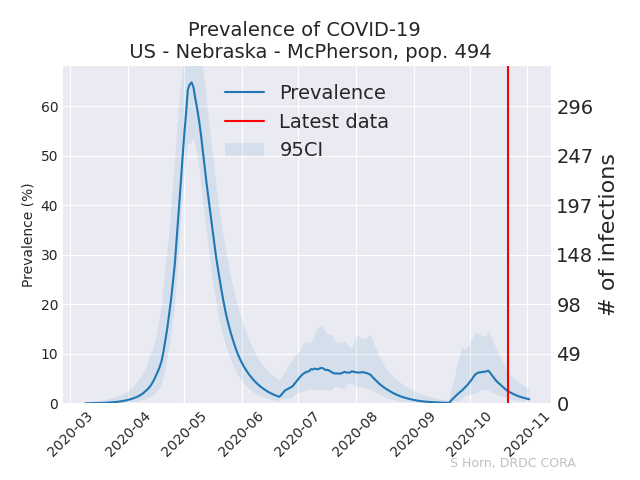 Prevalence of COVID-19
US - Nebraska - McPherson, pop. 494
Prevalence
Latest data
95CI
Prevalence (%)
60
50
40
30
20
10
0
296
247
197
148
98
49
0
# of infections
2020-03
2020-04
2020-05
2020-06
2020-07
2020-08
2020-09
2020-10
2020-11
S Horn, DRDC CORA